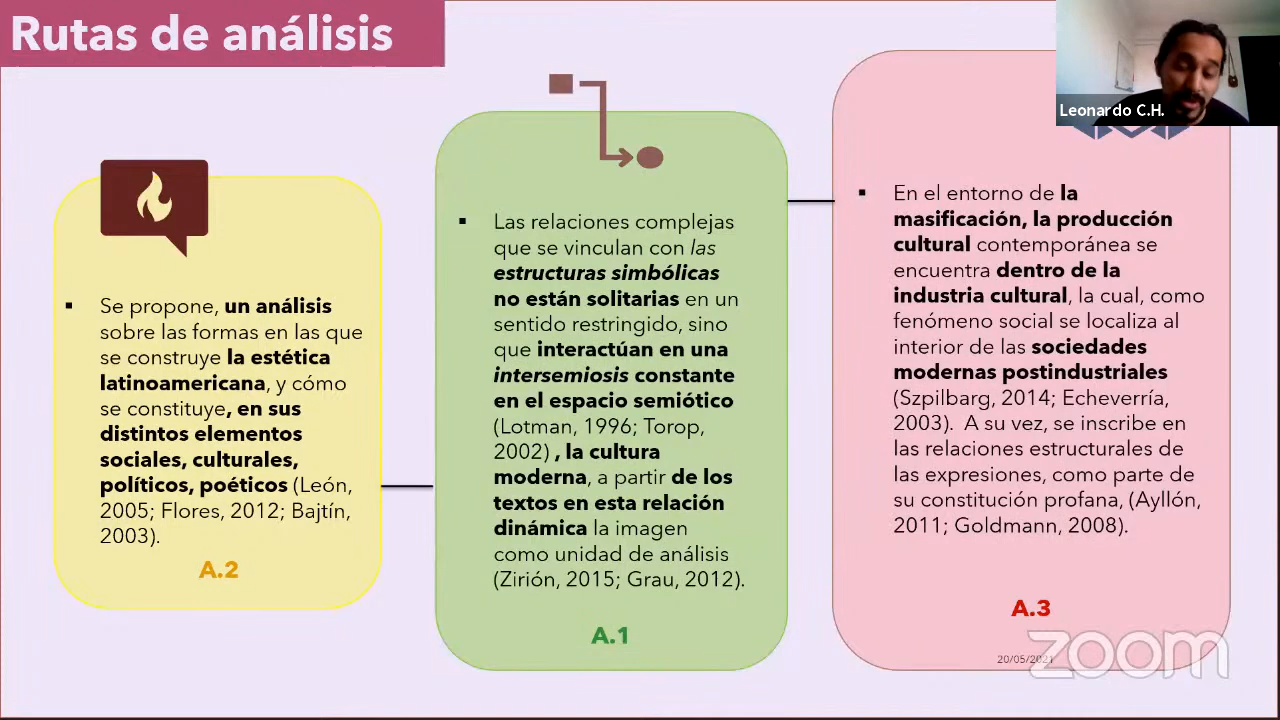 Rutas de análisis
Leonardo C.H.
Se propone, un análisis
sobre las formas en las que
se construye la estética
latinoamericana, y cómo
se constituye, en sus
distintos elementos
sociales, culturales,
políticos, poéticos (León,
2005; Flores, 2012; Bajtín,
2003).
A.2
Las relaciones complejas
que se vinculan con las
estructuras simbólicas
no están solitarias en un
sentido restringido, sino
que interactúan en una
intersemiosis constante
en el espacio semiótico
(Lotman, 1996; Torop,
2002) , la cultura
moderna, a partir de los
textos en esta relación
dinámica la imagen
como unidad de análisis
(Zirión, 2015; Grau, 2012).
A.1
En el entorno de la
masificación, la producción
cultural contemporánea se
encuentra dentro de la
industria cultural, la cual, como
fenómeno social se localiza al
interior de las sociedades
modernas postindustriales
(Szpilbarg, 2014; Echeverría,
2003). A su vez, se inscribe en
las relaciones estructurales de
las expresiones, como parte de
su constitución profana, (Ayllón,
2011; Goldmann, 2008).
A.3
20/05/2021
zoom